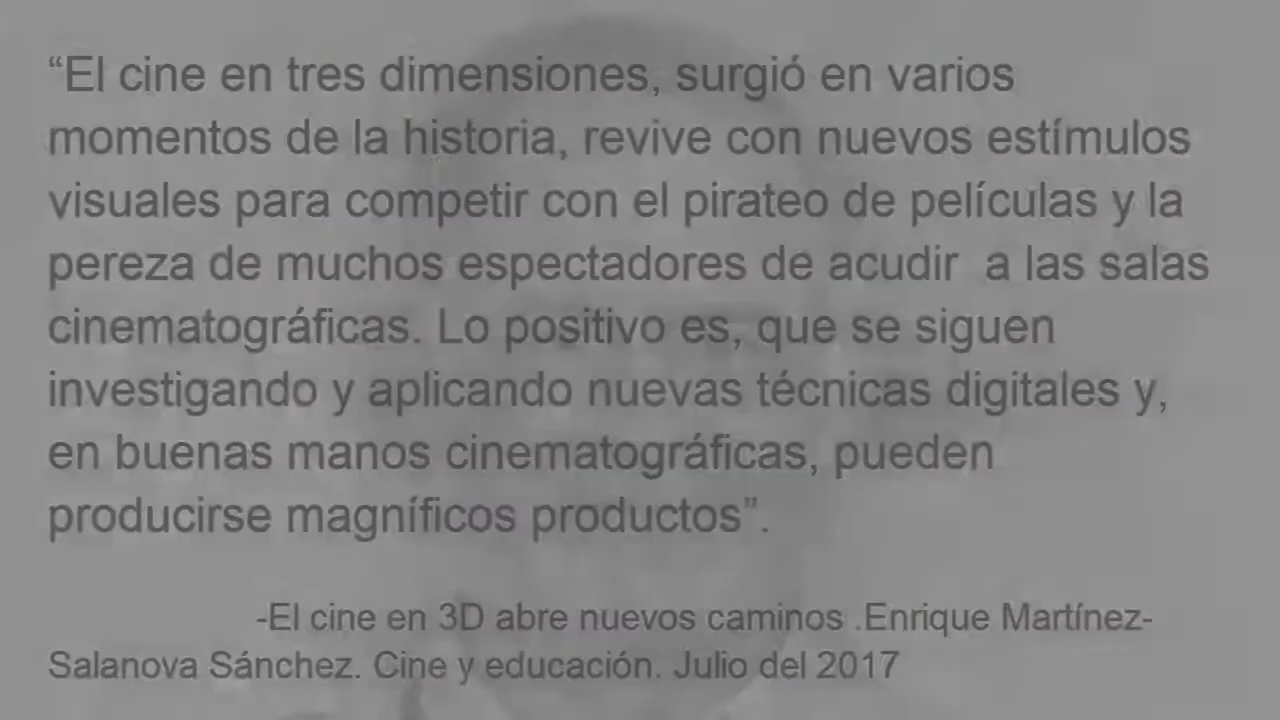 “El cine en tres dimensiones, surgió en varios
momentos de la historia, revive con nuevos estímulos
visuales para competir con el pirateo de películas y la
pereza de muchos espectadores de acudir  a las salas
cinematográficas. Lo positivo es, que se siguen
investigando y aplicando nuevas técnicas digitales y,
en buenas manos cinematográficas, pueden
producirse magníficos productos”.
-El cine en 3D abre nuevos caminos .Enrique Martínez-
Salanova Sánchez. Cine y educación. Julio del 2017